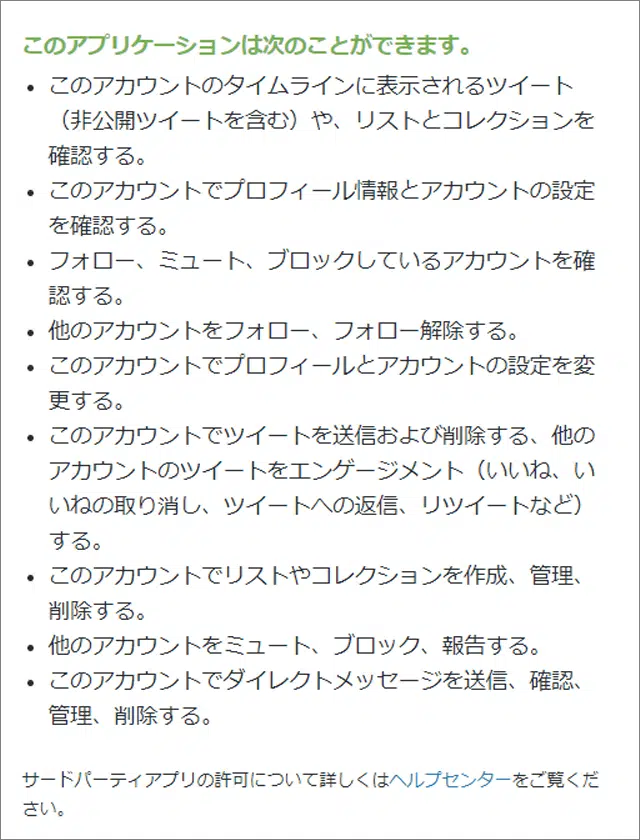 このアプリケーションは次のことができます。
• このアカウントのタイムラインに表示されるツイート
（非公開ツイートを含む）や、リストとコレクションを
確認する。
• このアカウントでプロフィール情報とアカウントの設定
を確認する。
• フォロー、ミュート、ブロックしているアカウントを確
認する。
• 他のアカウントをフォロー、フォロー解除する。
• このアカウントでプロフィールとアカウントの設定を変
更する。
• このアカウントでツイートを送信および削除する、他の
アカウントのツイートをエンゲージメント（いいね、い
いねの取り消し、ツイートへの返信、リツイートなど）
する。
• このアカウントでリストやコレクションを作成、管理、
削除する。
• 他のアカウントをミュート、ブロック、報告する。
• このアカウントでダイレクトメッセージを送信、確認、
管理、削除する。
サードパーティアプリの許可について詳しくはヘルプセンターをご覧くだ
さい。